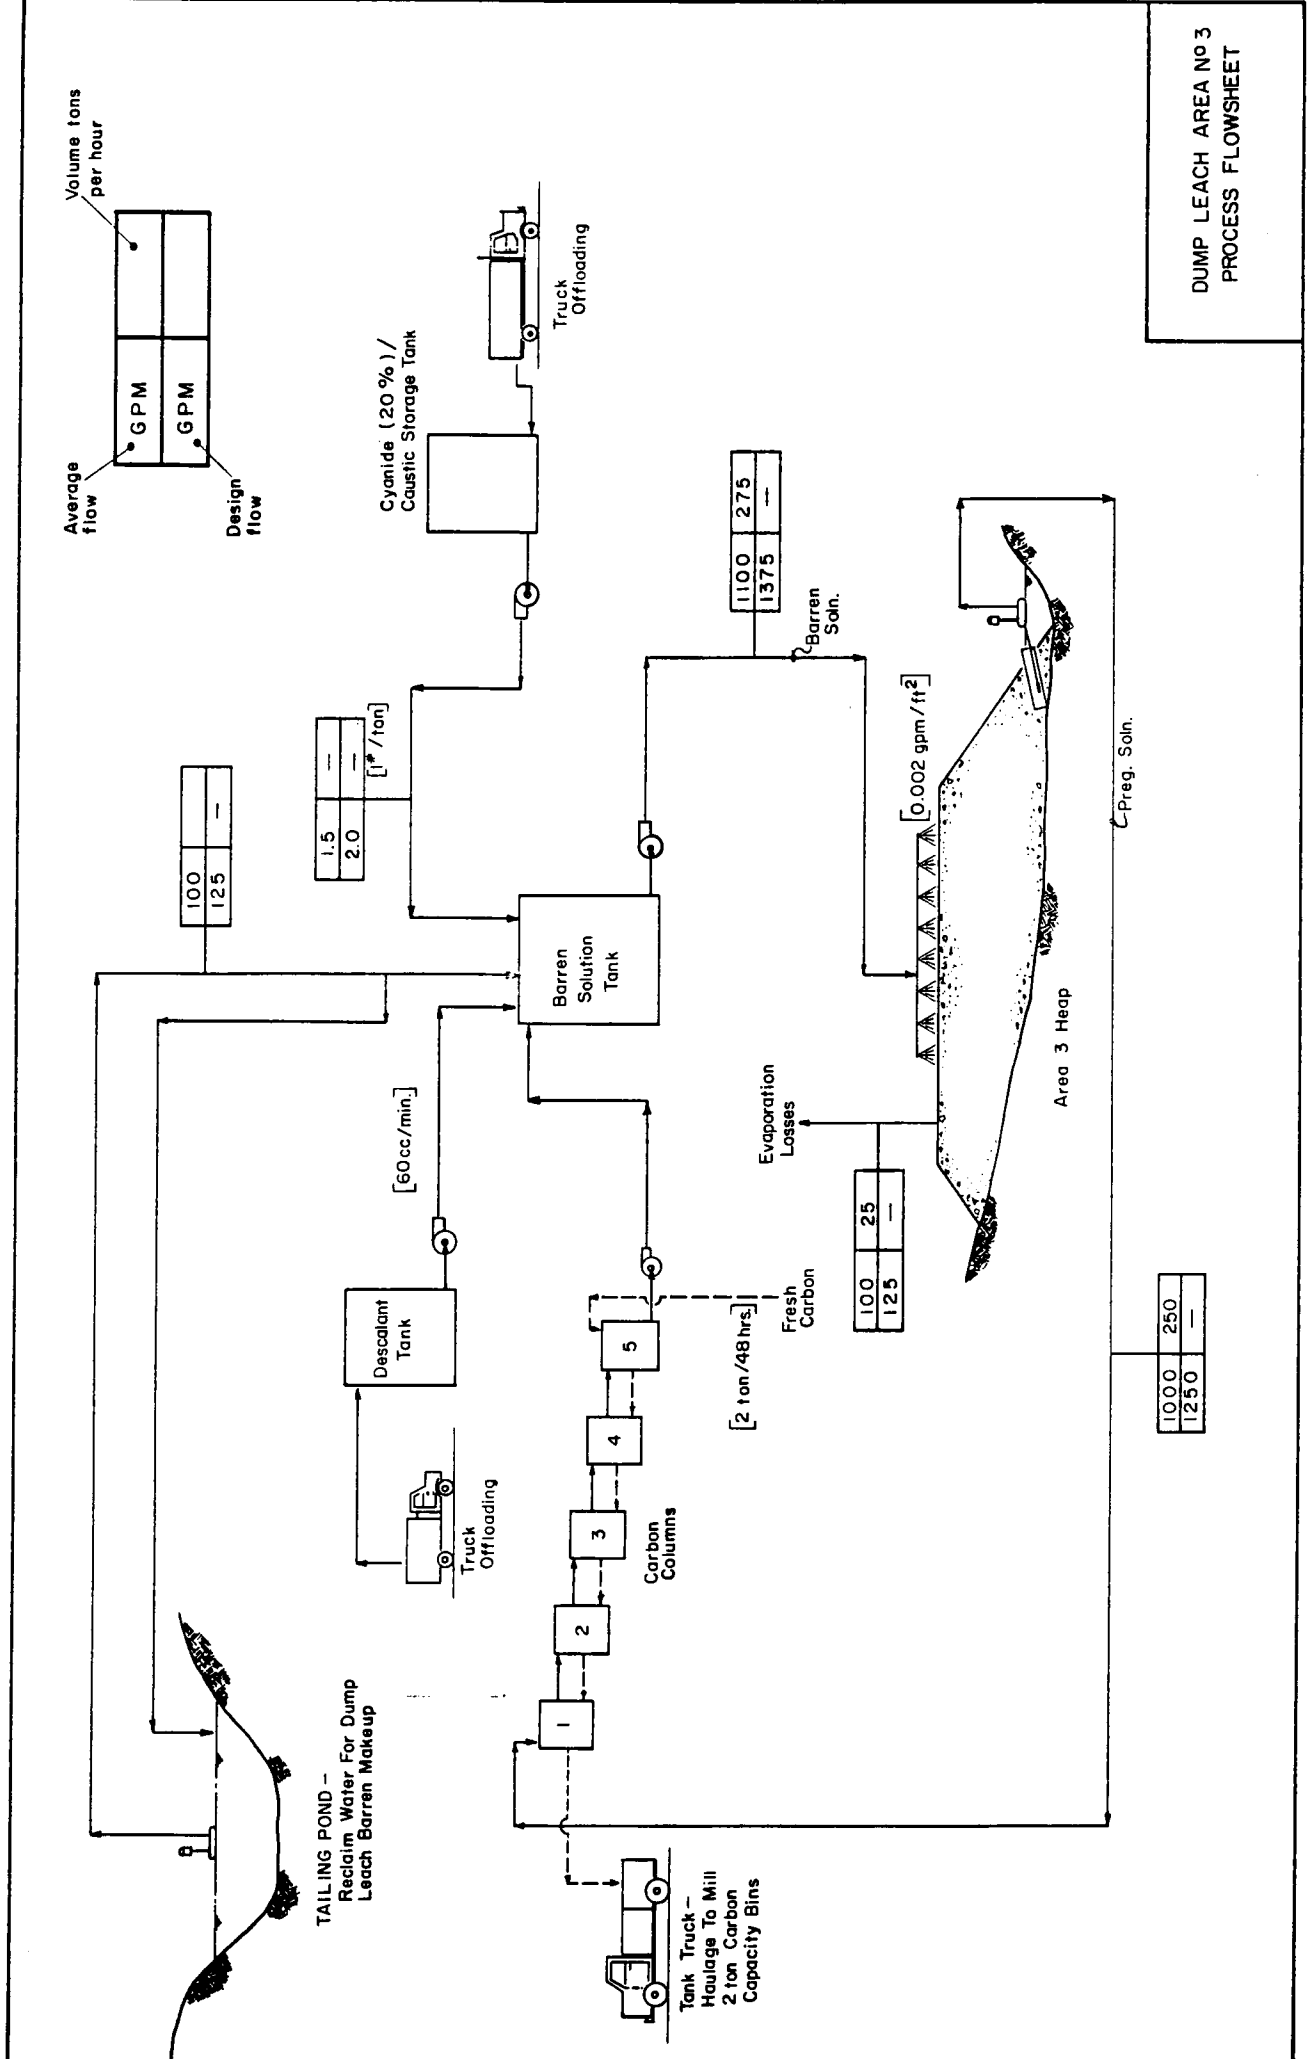 TAILING POND –
Reclaim Water For Dump
Leach Barren Makeup
Truck
Offloading
Descalant
Tank
[60cc/min.]
100
125 —
1.5 —
2.0 —
[1#/ton]
Average
flow
Volume tons
per hour
GPM
GPM
Design
flow
Cyanide (20%)/
Caustic Storage Tank
Truck
Offloading
Barren
Solution
Tank
1
2
3
4
5
Carbon
Columns
[2 ton/48hrs.]
Fresh
Carbon
Tank Truck –
Haulage To Mill
2 ton Carbon
Capacity Bins
1100 275
1375 —
Barren
Soln.
Evaporation
Losses
100 25
125 —
[0.002 gpm/ft²]
Area 3 Heap
Preg. Soln.
1000 250
1250 —
DUMP LEACH AREA Nº 3
PROCESS FLOWSHEET